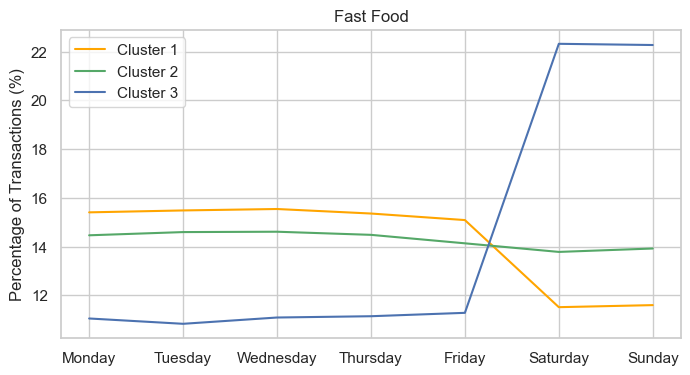 Fast Food
Percentage of Transactions (%)
Cluster 1
Cluster 2
Cluster 3
22
20
18
16
14
12
Monday Tuesday Wednesday Thursday Friday Saturday Sunday